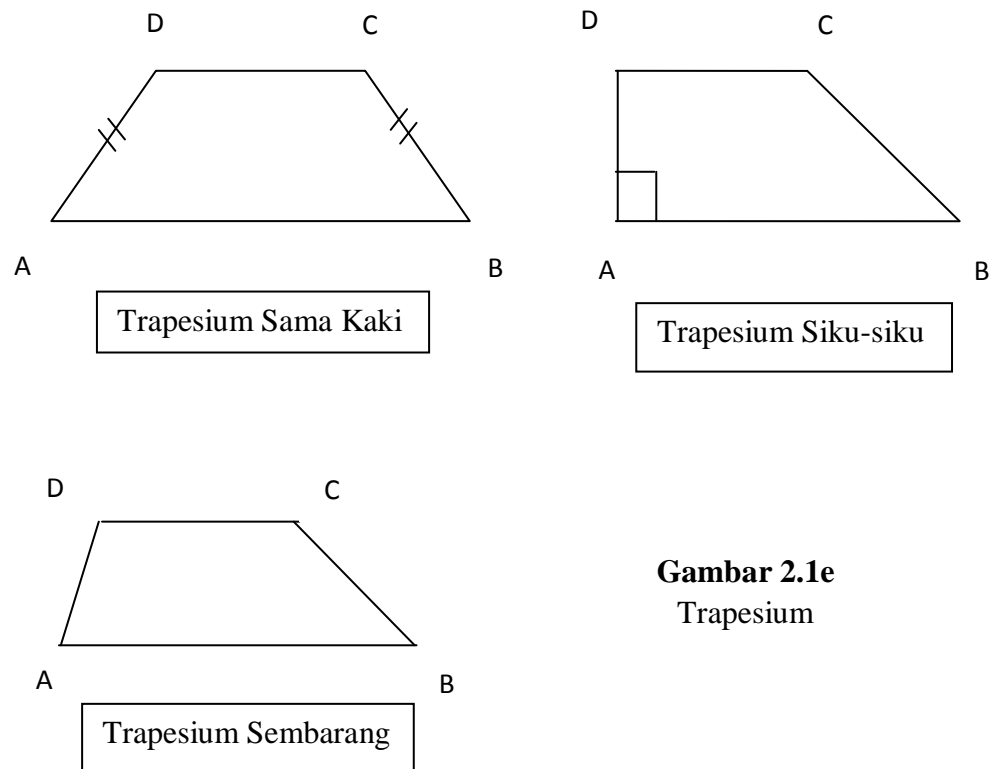 D C
A B
Trapesium Sama Kaki
D C
A B
Trapesium Siku-siku
D C
A B
Trapesium Sembarang
Gambar 2.1e
Trapesium